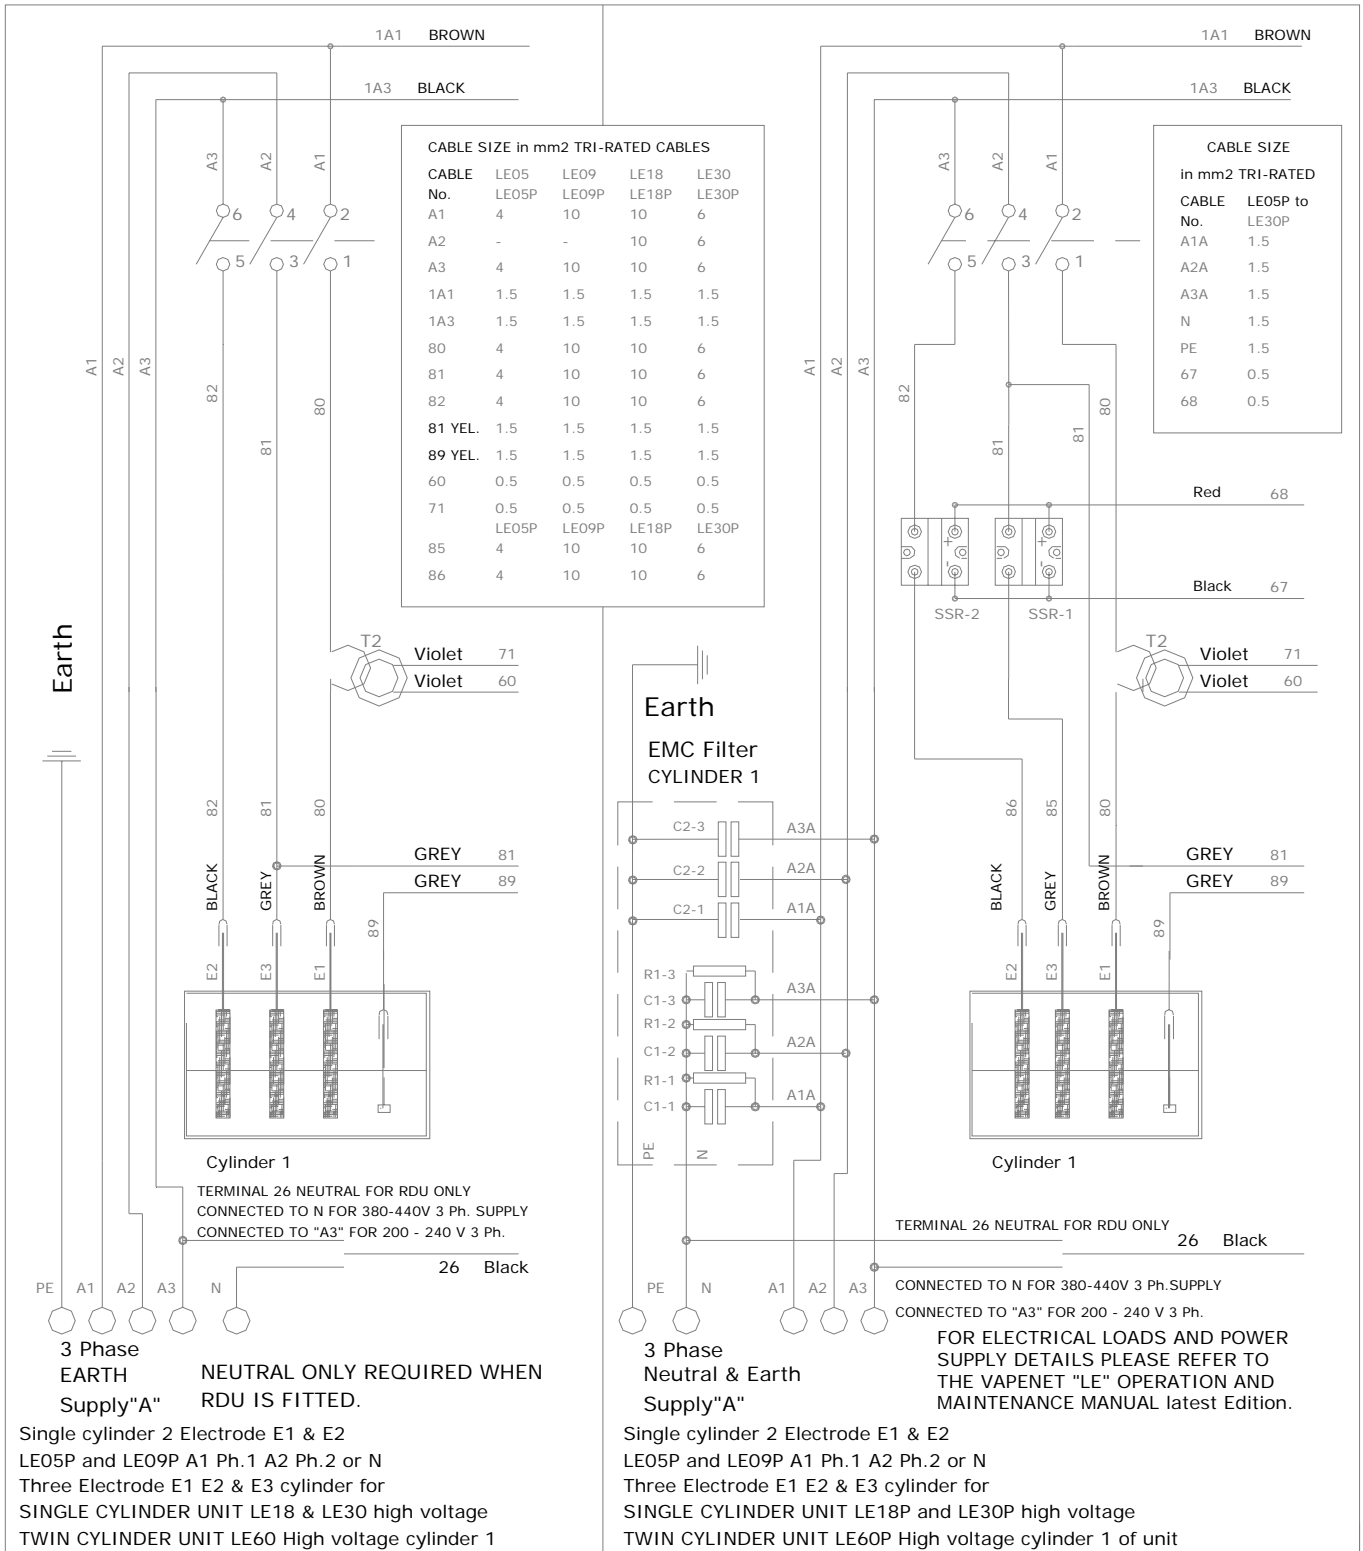 1A1 BROWN
1A3 BLACK
A3 A2 A1
6 4 2
5 3 1
A1 A2 A3
82 81 80
CABLE SIZE in mm2 TRI-RATED CABLES
CABLE LE05 LE09 LE18 LE30
No. LE05P LE09P LE18P LE30P
A1 4 10 10 6
A2 - - 10 6
A3 4 10 10 6
1A1 1.5 1.5 1.5 1.5
1A3 1.5 1.5 1.5 1.5
80 4 10 10 6
81 4 10 10 6
82 4 10 10 6
81 YEL. 1.5 1.5 1.5 1.5
89 YEL. 1.5 1.5 1.5 1.5
60 0.5 0.5 0.5 0.5
71 0.5 0.5 0.5 0.5
LE05P LE09P LE18P LE30P
85 4 10 10 6
86 4 10 10 6
Earth
T2
Violet 71
Violet 60
82 81 80
GREY 81
GREY 89
BLACK GREY BROWN
89
E2 E3 E1
Cylinder 1
TERMINAL 26 NEUTRAL FOR RDU ONLY
CONNECTED TO N FOR 380-440V 3 Ph. SUPPLY
CONNECTED TO "A3" FOR 200 - 240 V 3 Ph.
26 Black
PE A1 A2 A3 N
3 Phase
EARTH
Supply"A"
NEUTRAL ONLY REQUIRED WHEN
RDU IS FITTED.
Single cylinder 2 Electrode E1 & E2
LE05P and LE09P A1 Ph.1 A2 Ph.2 or N
Three Electrode E1 E2 & E3 cylinder for
SINGLE CYLINDER UNIT LE18 & LE30 high voltage
TWIN CYLINDER UNIT LE60 High voltage cylinder 1
1A1 BROWN
1A3 BLACK
A3 A2 A1
6 4 2
5 3 1
A1 A2 A3
82 81 81 80
CABLE SIZE
in mm2 TRI-RATED
CABLE LE05P to
No. LE30P
A1A 1.5
A2A 1.5
A3A 1.5
N 1.5
PE 1.5
67 0.5
68 0.5
Red 68
+ +
- -
Black 67
SSR-2 SSR-1
T2
Violet 71
Violet 60
Earth
EMC Filter
CYLINDER 1
C2-3 A3A
C2-2 A2A
C2-1 A1A
R1-3
C1-3 A3A
R1-2
C1-2 A2A
R1-1
C1-1 A1A
PE N
86 85 80
GREY 81
GREY 89
BLACK GREY BROWN
89
E2 E3 E1
Cylinder 1
TERMINAL 26 NEUTRAL FOR RDU ONLY
26 Black
CONNECTED TO N FOR 380-440V 3 Ph.SUPPLY
CONNECTED TO "A3" FOR 200 - 240 V 3 Ph.
PE N A1 A2 A3
3 Phase
Neutral & Earth
Supply"A"
FOR ELECTRICAL LOADS AND POWER
SUPPLY DETAILS PLEASE REFER TO
THE VAPENET "LE" OPERATION AND
MAINTENANCE MANUAL latest Edition.
Single cylinder 2 Electrode E1 & E2
LE05P and LE09P A1 Ph.1 A2 Ph.2 or N
Three Electrode E1 E2 & E3 cylinder for
SINGLE CYLINDER UNIT LE18P and LE30P high voltage
TWIN CYLINDER UNIT LE60P High voltage cylinder 1 of unit